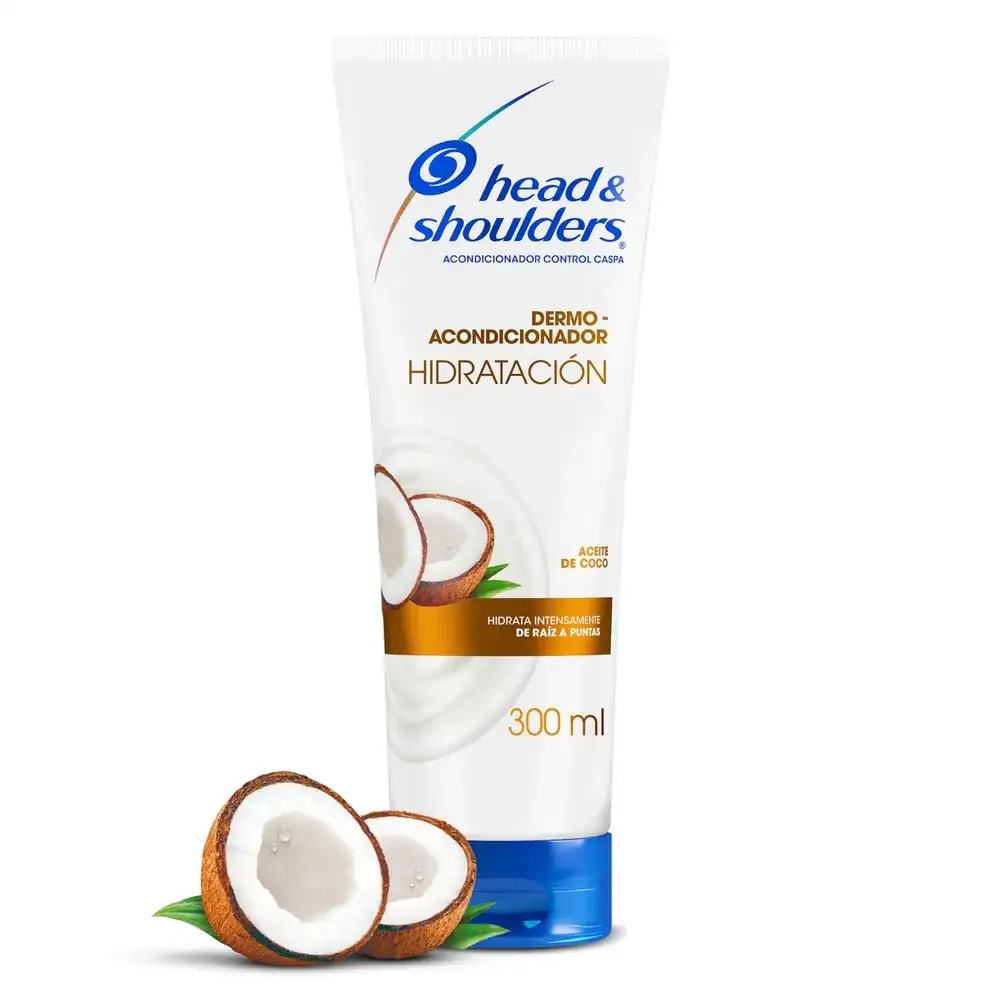 head &
shoulders®
ACONDICIONADOR CONTROL CASPA
DERMO -
ACONDICIONADOR
HIDRATACIÓN
ACEITE
DE COCO
HIDRATA INTENSAMENTE
DE RAÍZ A PUNTAS
300 ml